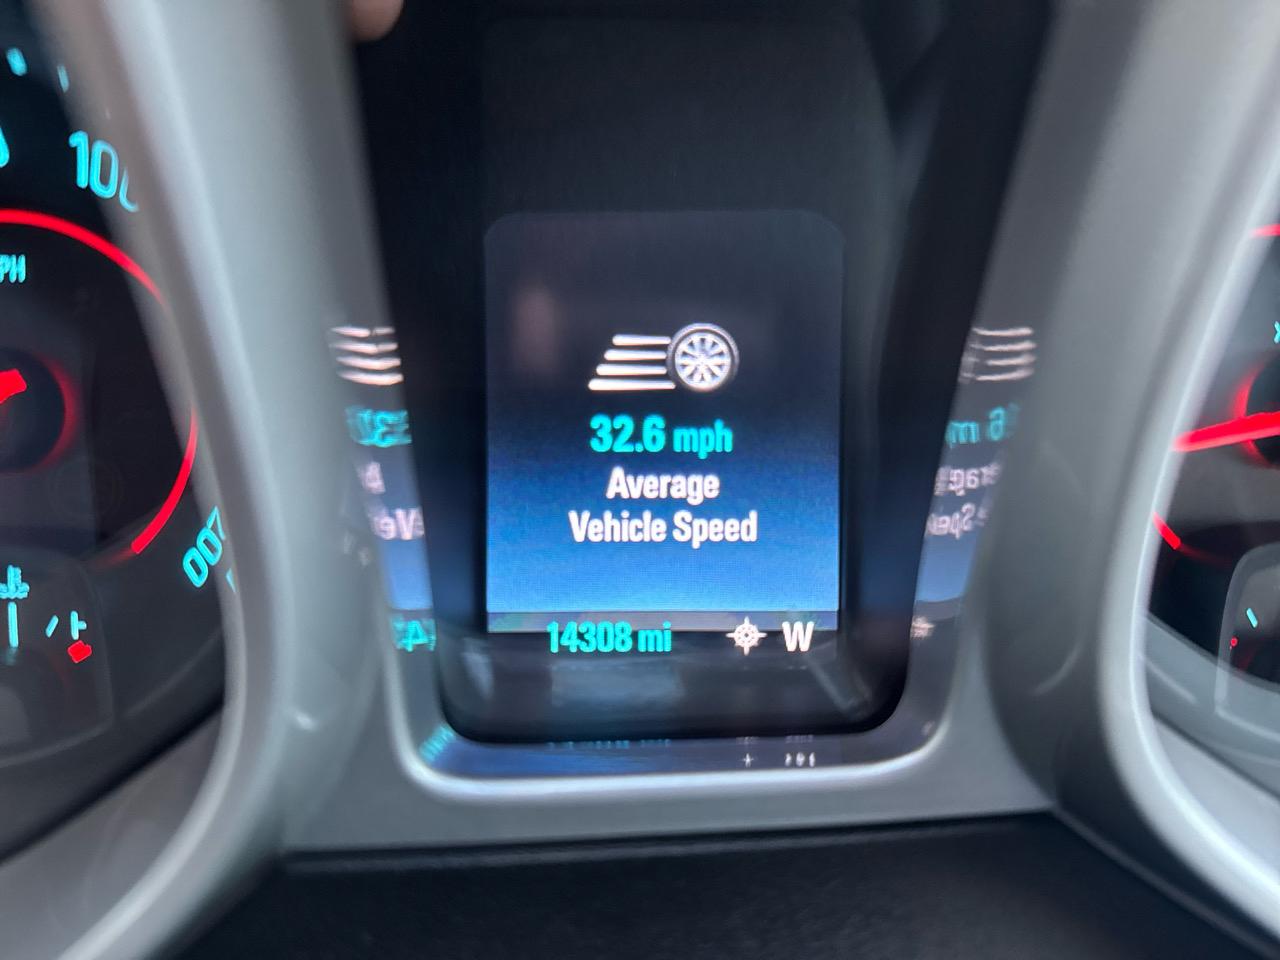 32.6 mph
Average
Vehicle Speed
14308 mi W